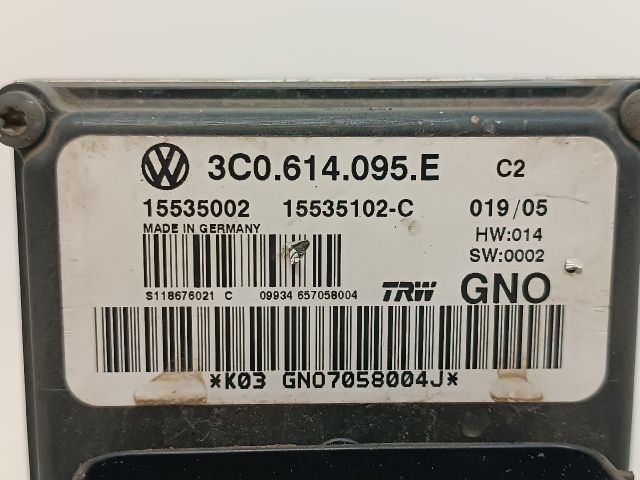 3C0.614.095.E C2
15535002 15535102-C 019/05
MADE IN GERMANY HW:014
SW:0002
S118676021 C 09934 657058004 TRW GNO
*K03 GNO7058004J*